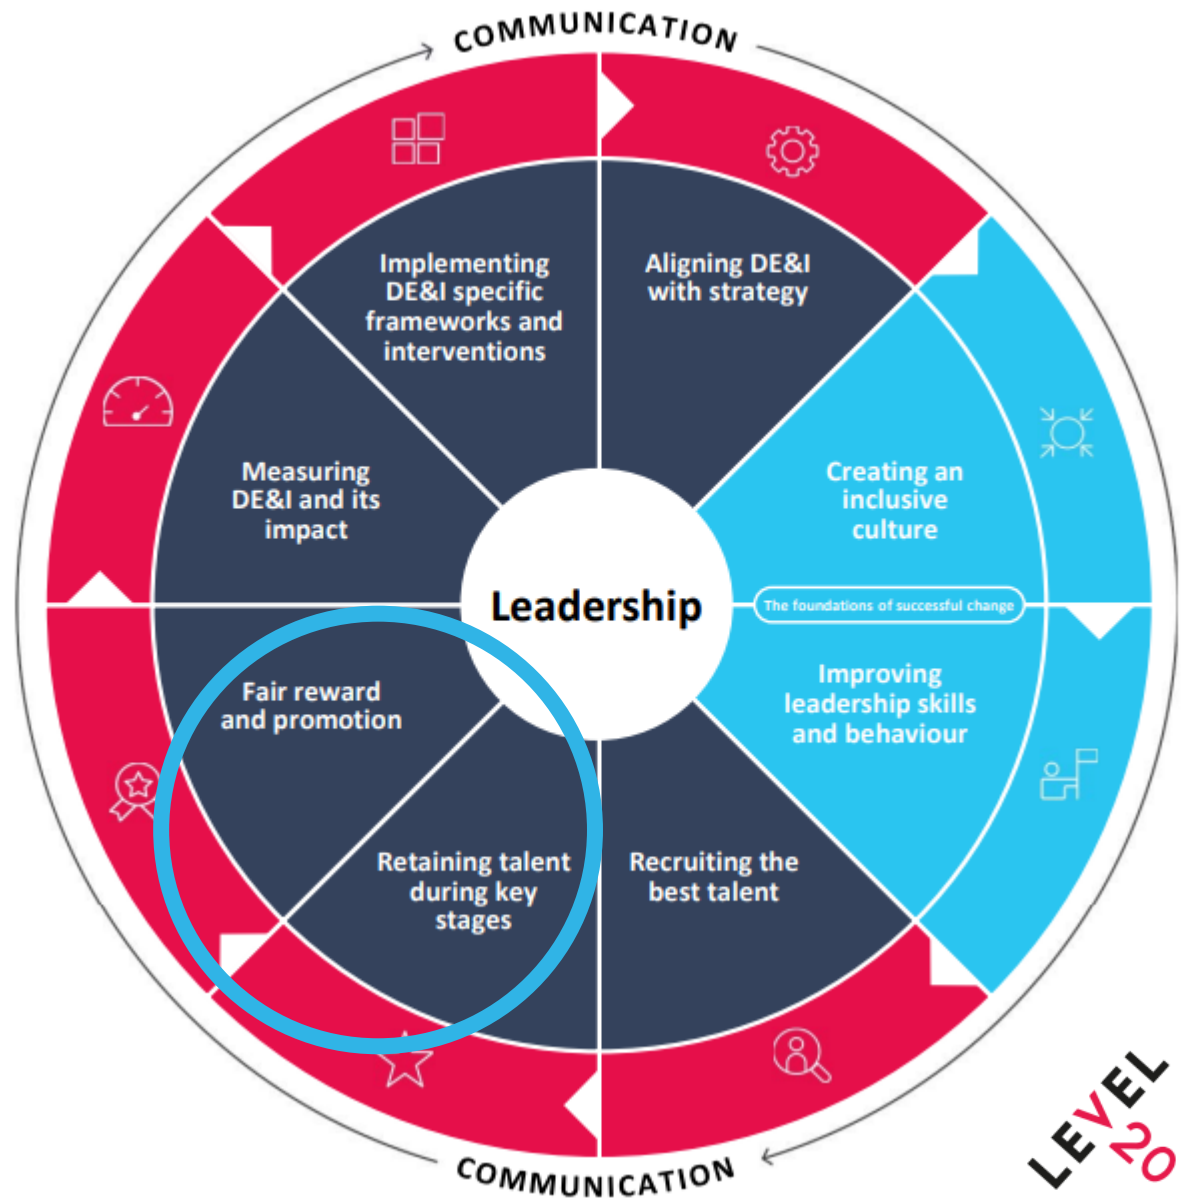 COMMUNICATION
Implementing
DE&I specific
frameworks and
interventions
Aligning DE&I
with strategy
Measuring
DE&I and its
impact
Creating an
inclusive
culture
Leadership
The foundations of successful change
Fair reward
and promotion
Improving
leadership skills
and behaviour
Retaining talent
during key
stages
Recruiting the
best talent
COMMUNICATION
LEVEL
20